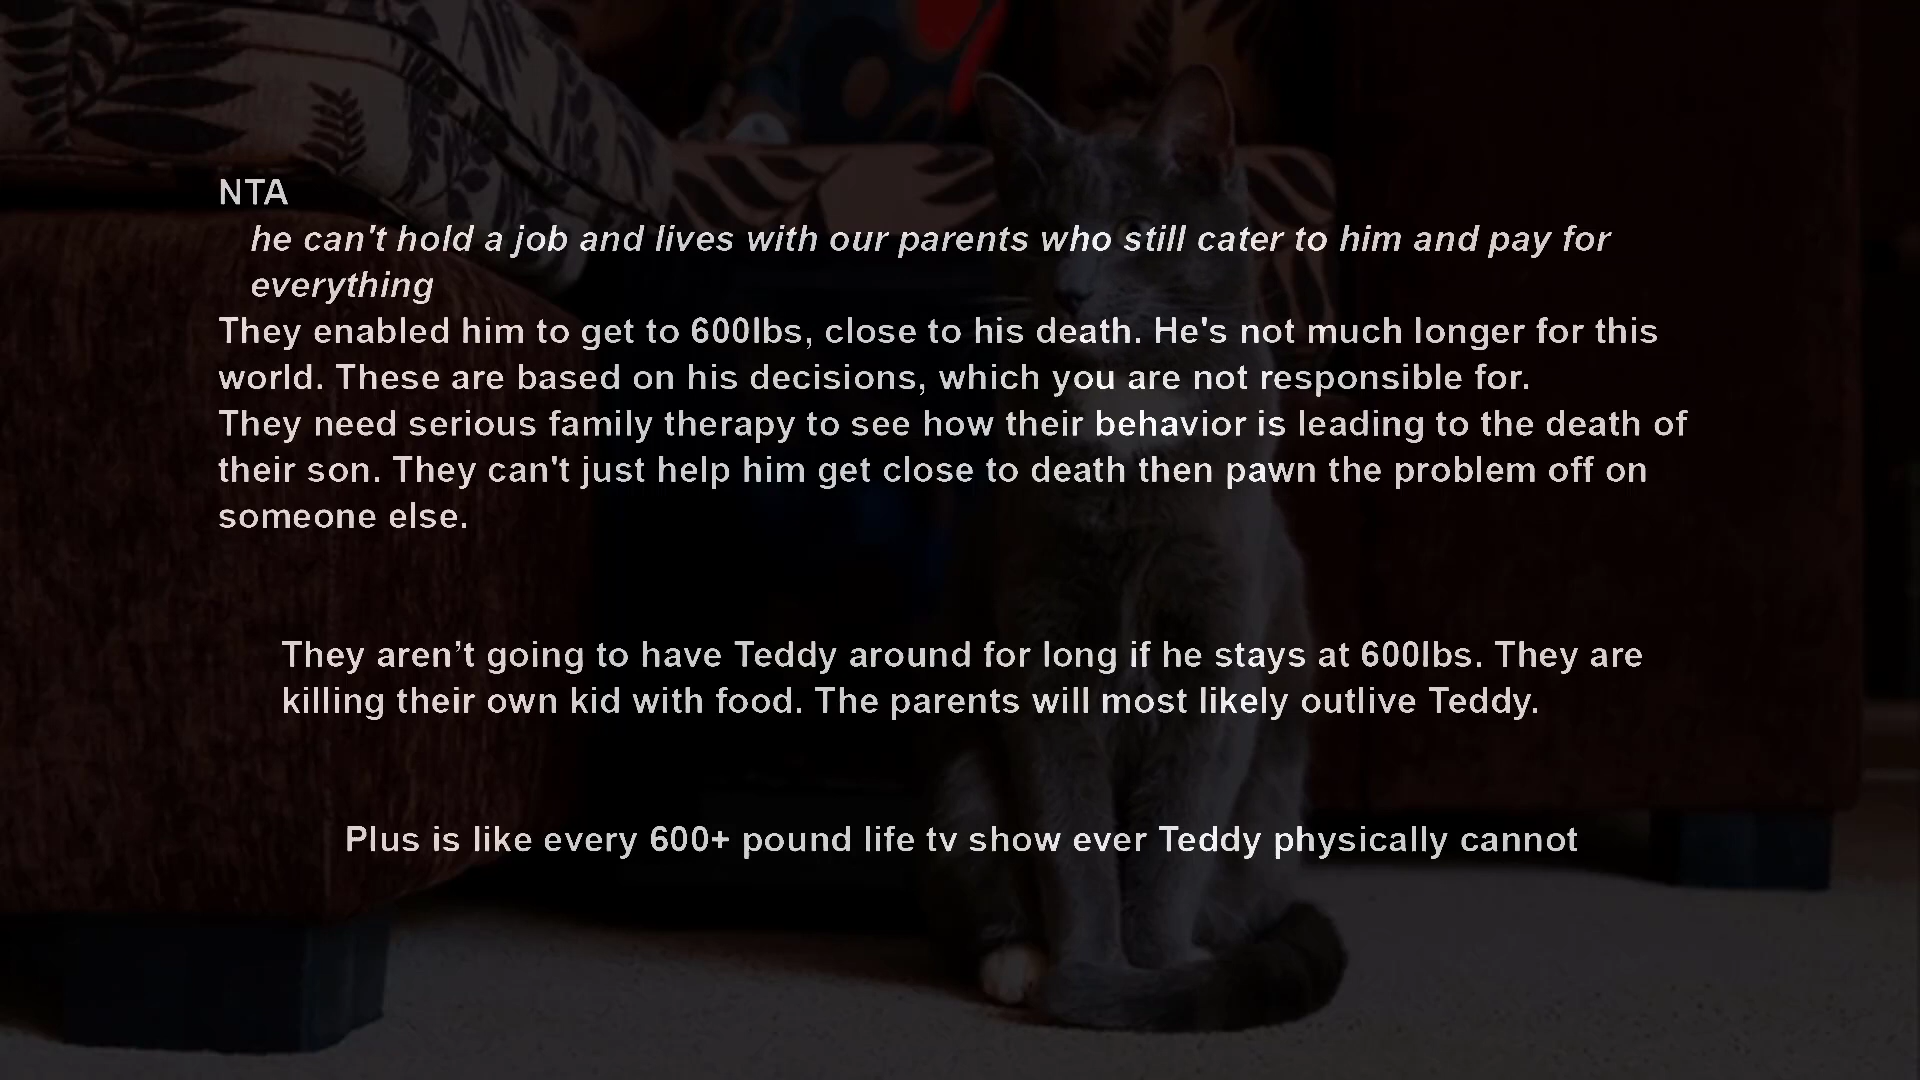 NTA
he can't hold a job and lives with our parents who still cater to him and pay for
everything
They enabled him to get to 600lbs, close to his death. He's not much longer for this
world. These are based on his decisions, which you are not responsible for.
They need serious family therapy to see how their behavior is leading to the death of
their son. They can't just help him get close to death then pawn the problem off on
someone else.
They aren’t going to have Teddy around for long if he stays at 600lbs. They are
killing their own kid with food. The parents will most likely outlive Teddy.
Plus is like every 600+ pound life tv show ever Teddy physically cannot